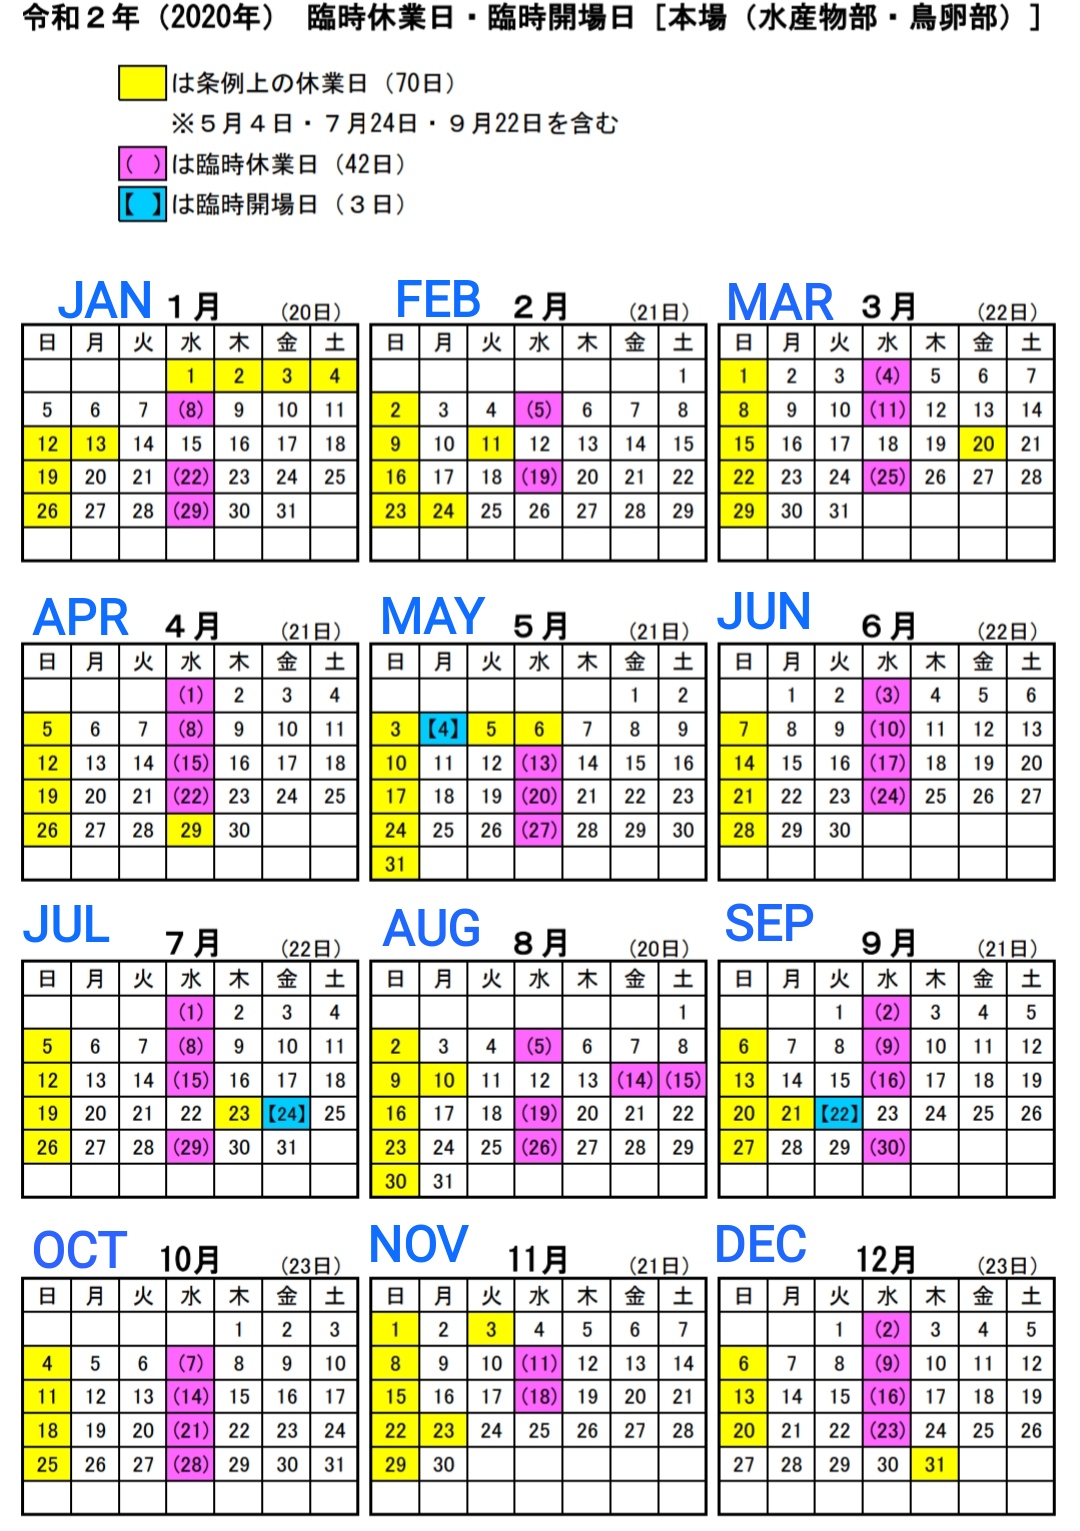 令和２年（2020年）　臨時休業日・臨時開場日［本場（水産物部・鳥卵部）］
は条例上の休業日（70日）
※５月４日・７月24日・９月22日を含む
(　)は臨時休業日（42日）
【　】は臨時開場日（３日）
JAN １月 （20日）
日 月 火 水 木 金 土
1 2 3 4
5 6 7 (8) 9 10 11
12 13 14 15 16 17 18
19 20 21 (22) 23 24 25
26 27 28 (29) 30 31
FEB ２月 （21日）
日 月 火 水 木 金 土
1
2 3 4 (5) 6 7 8
9 10 11 12 13 14 15
16 17 18 (19) 20 21 22
23 24 25 26 27 28 29
MAR ３月 （22日）
日 月 火 水 木 金 土
1 2 3 (4) 5 6 7
8 9 10 (11) 12 13 14
15 16 17 18 19 20 21
22 23 24 (25) 26 27 28
29 30 31
APR ４月 （21日）
日 月 火 水 木 金 土
(1) 2 3 4
5 6 7 (8) 9 10 11
12 13 14 (15) 16 17 18
19 20 21 (22) 23 24 25
26 27 28 29 30
MAY ５月 （21日）
日 月 火 水 木 金 土
1 2
3 【4】 5 6 7 8 9
10 11 12 (13) 14 15 16
17 18 19 (20) 21 22 23
24 25 26 (27) 28 29 30
31
JUN ６月 （22日）
日 月 火 水 木 金 土
1 2 (3) 4 5 6
7 8 9 (10) 11 12 13
14 15 16 (17) 18 19 20
21 22 23 (24) 25 26 27
28 29 30
JUL ７月 （22日）
日 月 火 水 木 金 土
(1) 2 3 4
5 6 7 (8) 9 10 11
12 13 14 (15) 16 17 18
19 20 21 22 23 【24】 25
26 27 28 (29) 30 31
AUG ８月 （20日）
日 月 火 水 木 金 土
1
2 3 4 (5) 6 7 8
9 10 11 12 13 (14) (15)
16 17 18 (19) 20 21 22
23 24 25 (26) 27 28 29
30 31
SEP ９月 （21日）
日 月 火 水 木 金 土
1 (2) 3 4 5
6 7 8 (9) 10 11 12
13 14 15 (16) 17 18 19
20 21 【22】 23 24 25 26
27 28 29 (30)
OCT 10月 （23日）
日 月 火 水 木 金 土
1 2 3
4 5 6 (7) 8 9 10
11 12 13 (14) 15 16 17
18 19 20 (21) 22 23 24
25 26 27 (28) 29 30 31
NOV 11月 （21日）
日 月 火 水 木 金 土
1 2 3 4 5 6 7
8 9 10 (11) 12 13 14
15 16 17 (18) 19 20 21
22 23 24 25 26 27 28
29 30
DEC 12月 （23日）
日 月 火 水 木 金 土
1 (2) 3 4 5
6 7 8 (9) 10 11 12
13 14 15 (16) 17 18 19
20 21 22 (23) 24 25 26
27 28 29 30 31